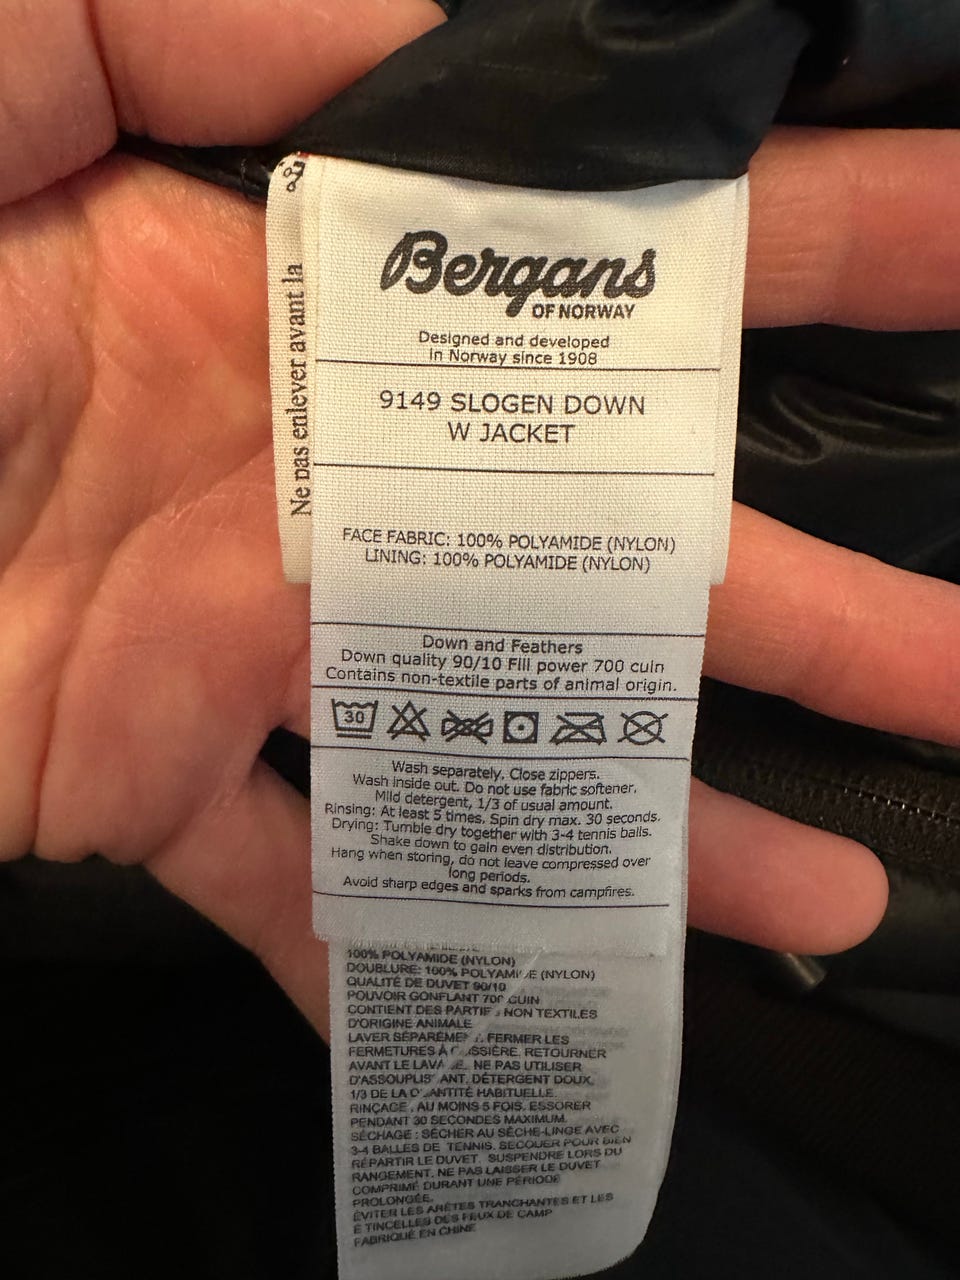 Ne pas enlever avant la
Bergans
OF NORWAY
Designed and developed
in Norway since 1908
9149 SLOGEN DOWN
W JACKET
FACE FABRIC: 100% POLYAMIDE (NYLON)
LINING: 100% POLYAMIDE (NYLON)
Down and Feathers
Down quality 90/10 Fill power 700 cuin
Contains non-textile parts of animal origin.
30
Wash separately. Close zippers.
Wash inside out. Do not use fabric softener.
Mild detergent, 1/3 of usual amount.
Rinsing: At least 5 times. Spin dry max. 30 seconds.
Drying: Tumble dry together with 3-4 tennis balls.
Shake down to gain even distribution.
Hang when storing, do not leave compressed over
long periods.
Avoid sharp edges and sparks from campfires.
100% POLYAMIDE (NYLON)
DOUBLURE: 100% POLYAMIDE (NYLON)
QUALITÉ DE DUVET 90/10
POUVOIR GONFLANT 700 CUIN
CONTIENT DES PARTIES NON TEXTILES
D'ORIGINE ANIMALE
LAVER SÉPARÉMENT. FERMER LES
FERMETURES À GLISSIÈRE. RETOURNER
AVANT LE LAVAGE. NE PAS UTILISER
D'ASSOUPLISSANT. DÉTERGENT DOUX,
1/3 DE LA QUANTITÉ HABITUELLE.
RINÇAGE : AU MOINS 5 FOIS. ESSORER
PENDANT 30 SECONDES MAXIMUM.
SÉCHAGE : SÉCHER AU SÈCHE-LINGE AVEC
3-4 BALLES DE TENNIS. SECOUER POUR BIEN
RÉPARTIR LE DUVET. SUSPENDRE LORS DU
RANGEMENT. NE PAS LAISSER LE DUVET
COMPRIMÉ DURANT UNE PÉRIODE
PROLONGÉE.
ÉVITER LES ARÊTES TRANCHANTES ET LES
É TINCELLES DES FEUX DE CAMP
FABRIQUÉ EN CHINE